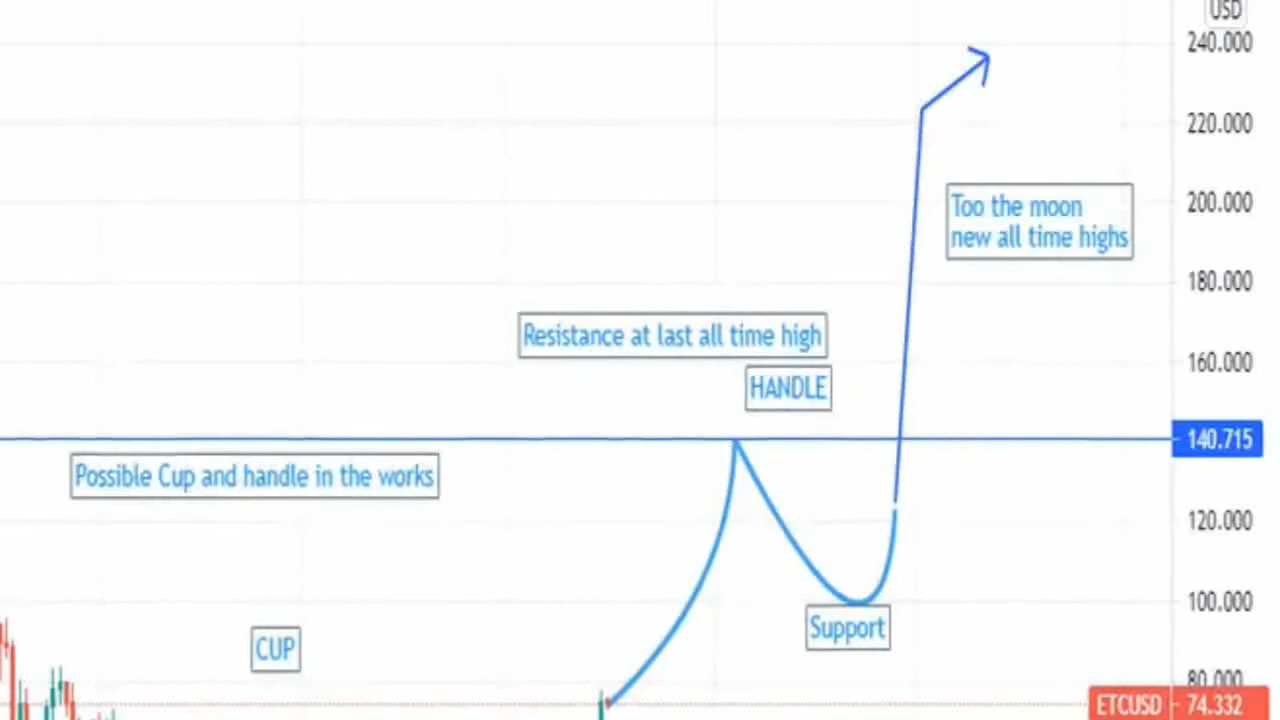 USD
240.000
220.000
Too the moon
new all time highs
200.000
180.000
Resistance at last all time high
160.000
HANDLE
140.715
Possible Cup and handle in the works
120.000
100.000
Support
CUP
80.000
ETCUSD 74.332